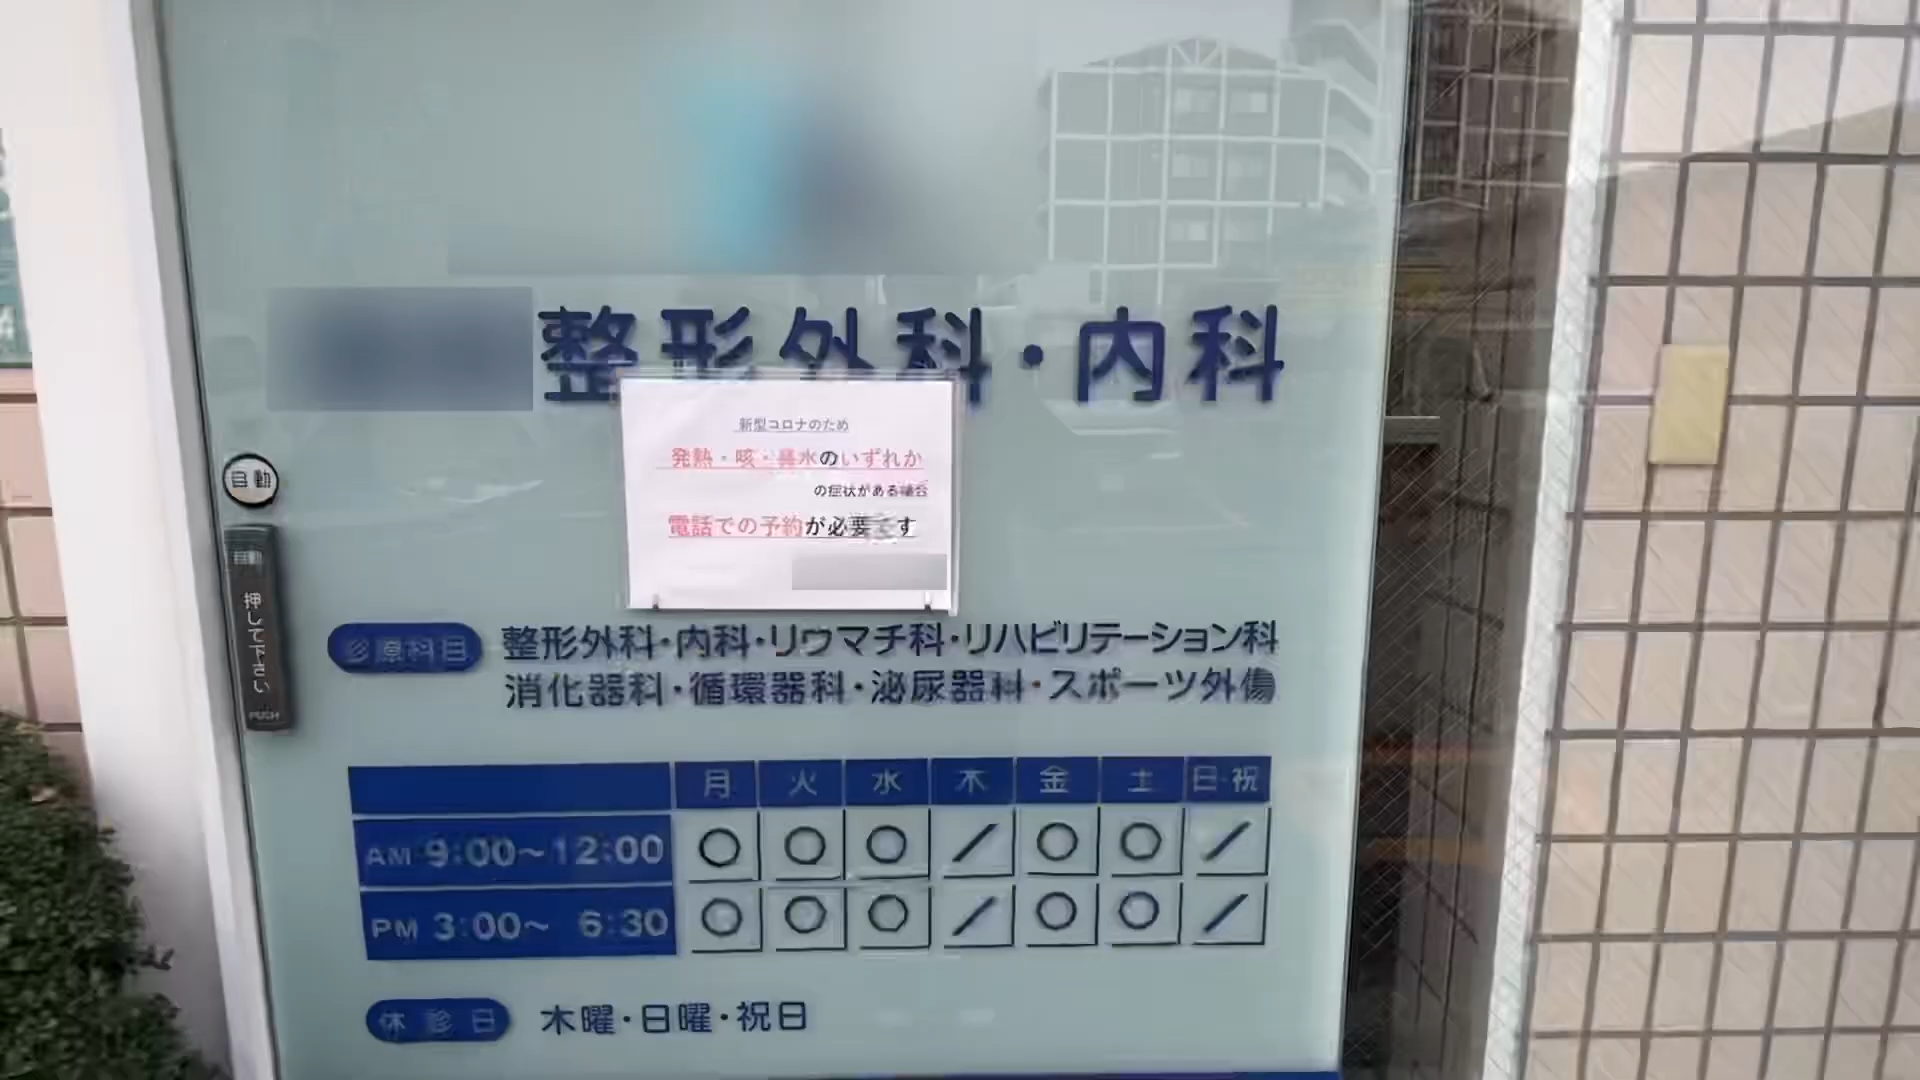 整形外科・内科
新型コロナのため
発熱・咳・鼻水のいずれか
の症状がある場合
電話での予約が必要です
自動
自動
押して下さい
PUSH
診療科目
整形外科・内科・リウマチ科・リハビリテーション科
消化器科・循環器科・泌尿器科・スポーツ外傷
月 火 水 木 金 土 日・祝
AM 9:00～12:00 ○ ○ ○ ／ ○ ○ ／
PM 3:00～ 6:30 ○ ○ ○ ／ ○ ○ ／
休診日
木曜・日曜・祝日